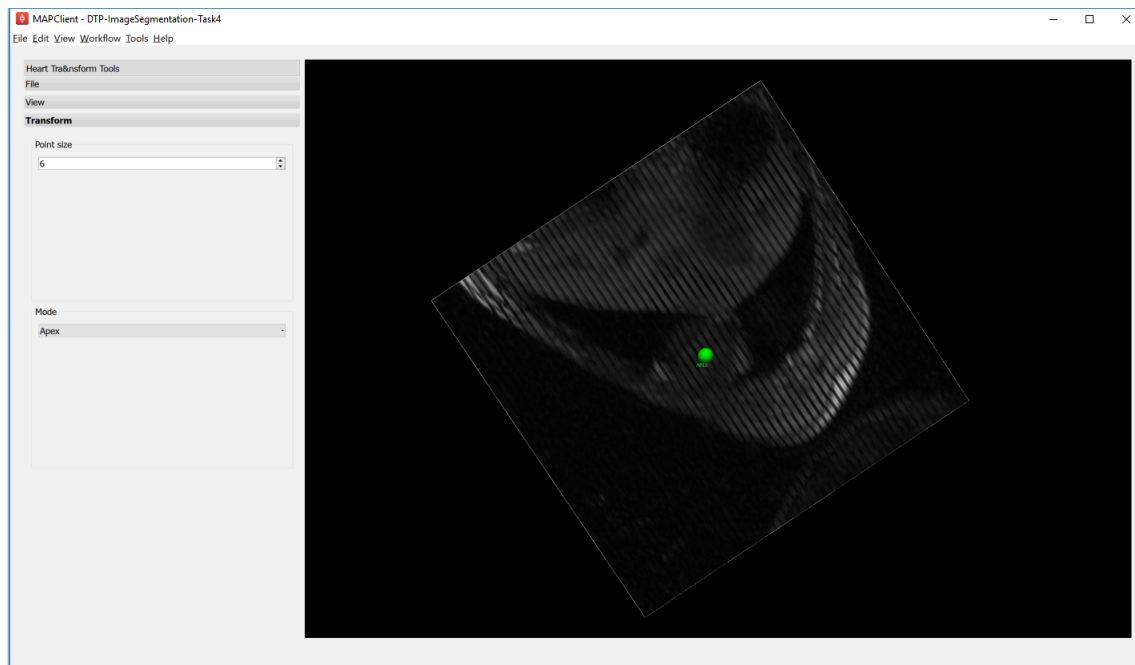 MAPClient - DTP-ImageSegmentation-Task4
File Edit View Workflow Tools Help
Heart Tra&nsform Tools
File
View
Transform
Point size
6
Mode
Apex
APEX